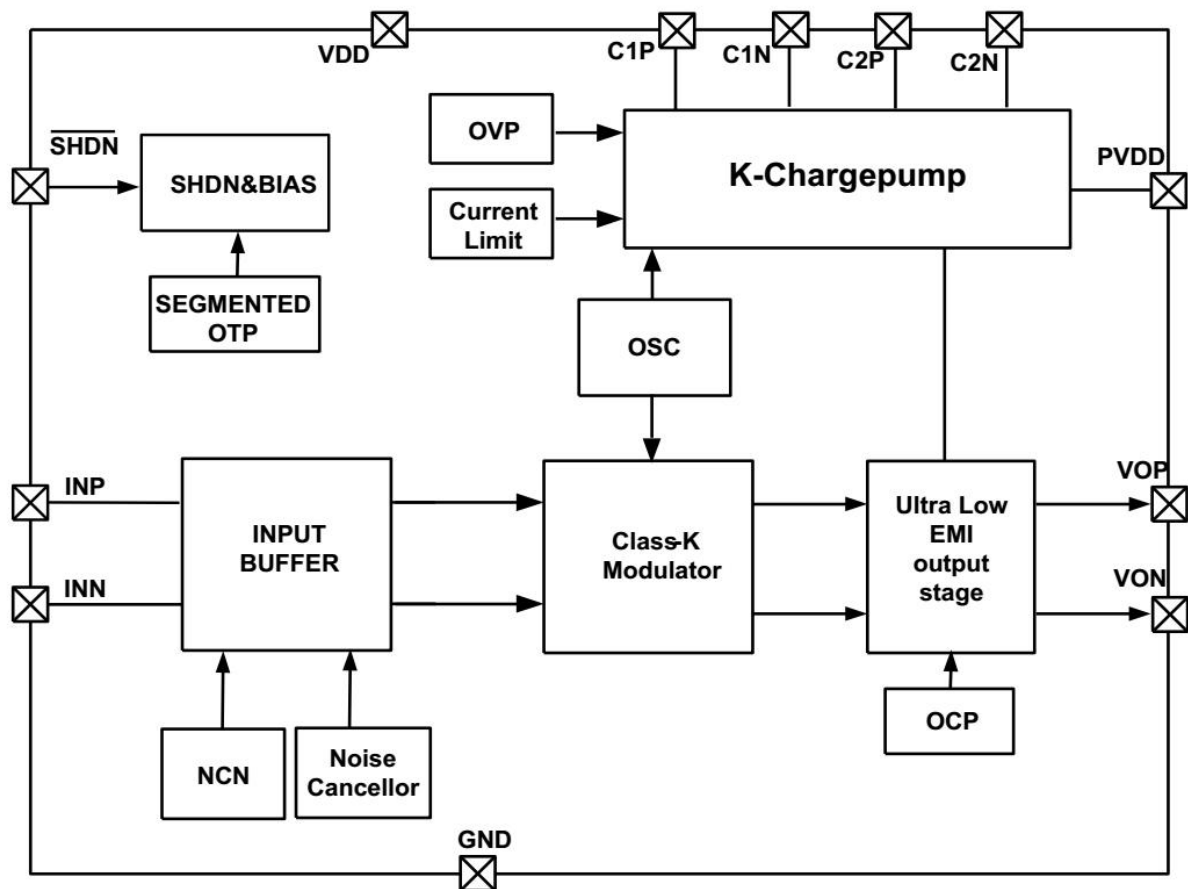 VDD
C1P
C1N
C2P
C2N
SHDN
SHDN&BIAS
OVP
K-Chargepump
PVDD
Current
Limit
SEGMENTED
OTP
OSC
INP
INPUT
BUFFER
INN
Class-K
Modulator
Ultra Low
EMI
output
stage
VOP
VON
NCN
Noise
Cancellor
OCP
GND